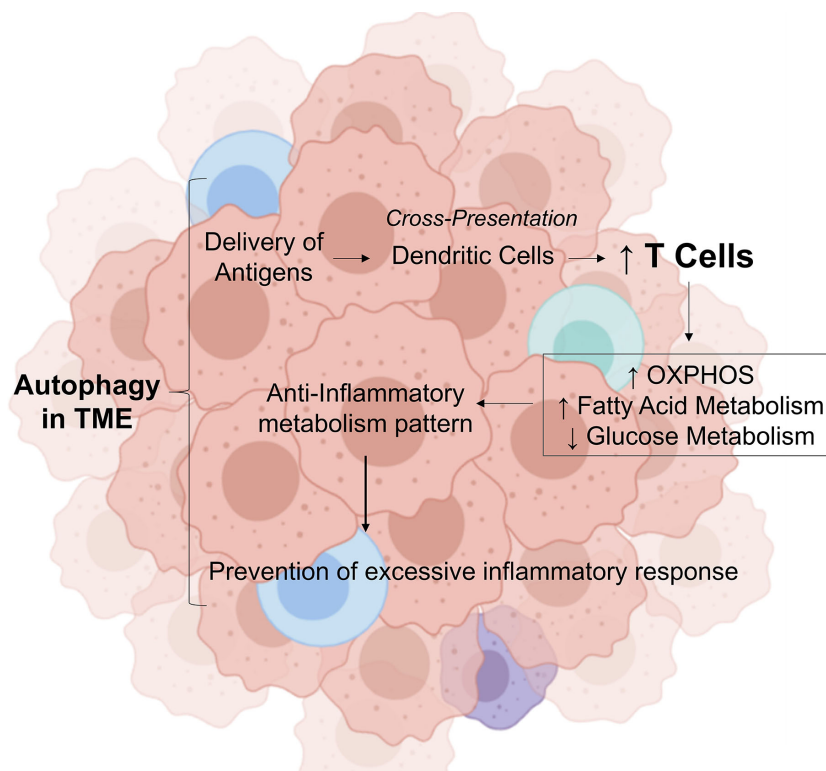 Cross-Presentation
Delivery of
Antigens
Dendritic Cells
↑ T Cells
Autophagy
in TME
Anti-Inflammatory
metabolism pattern
↑ OXPHOS
↑ Fatty Acid Metabolism
↓ Glucose Metabolism
Prevention of excessive inflammatory response